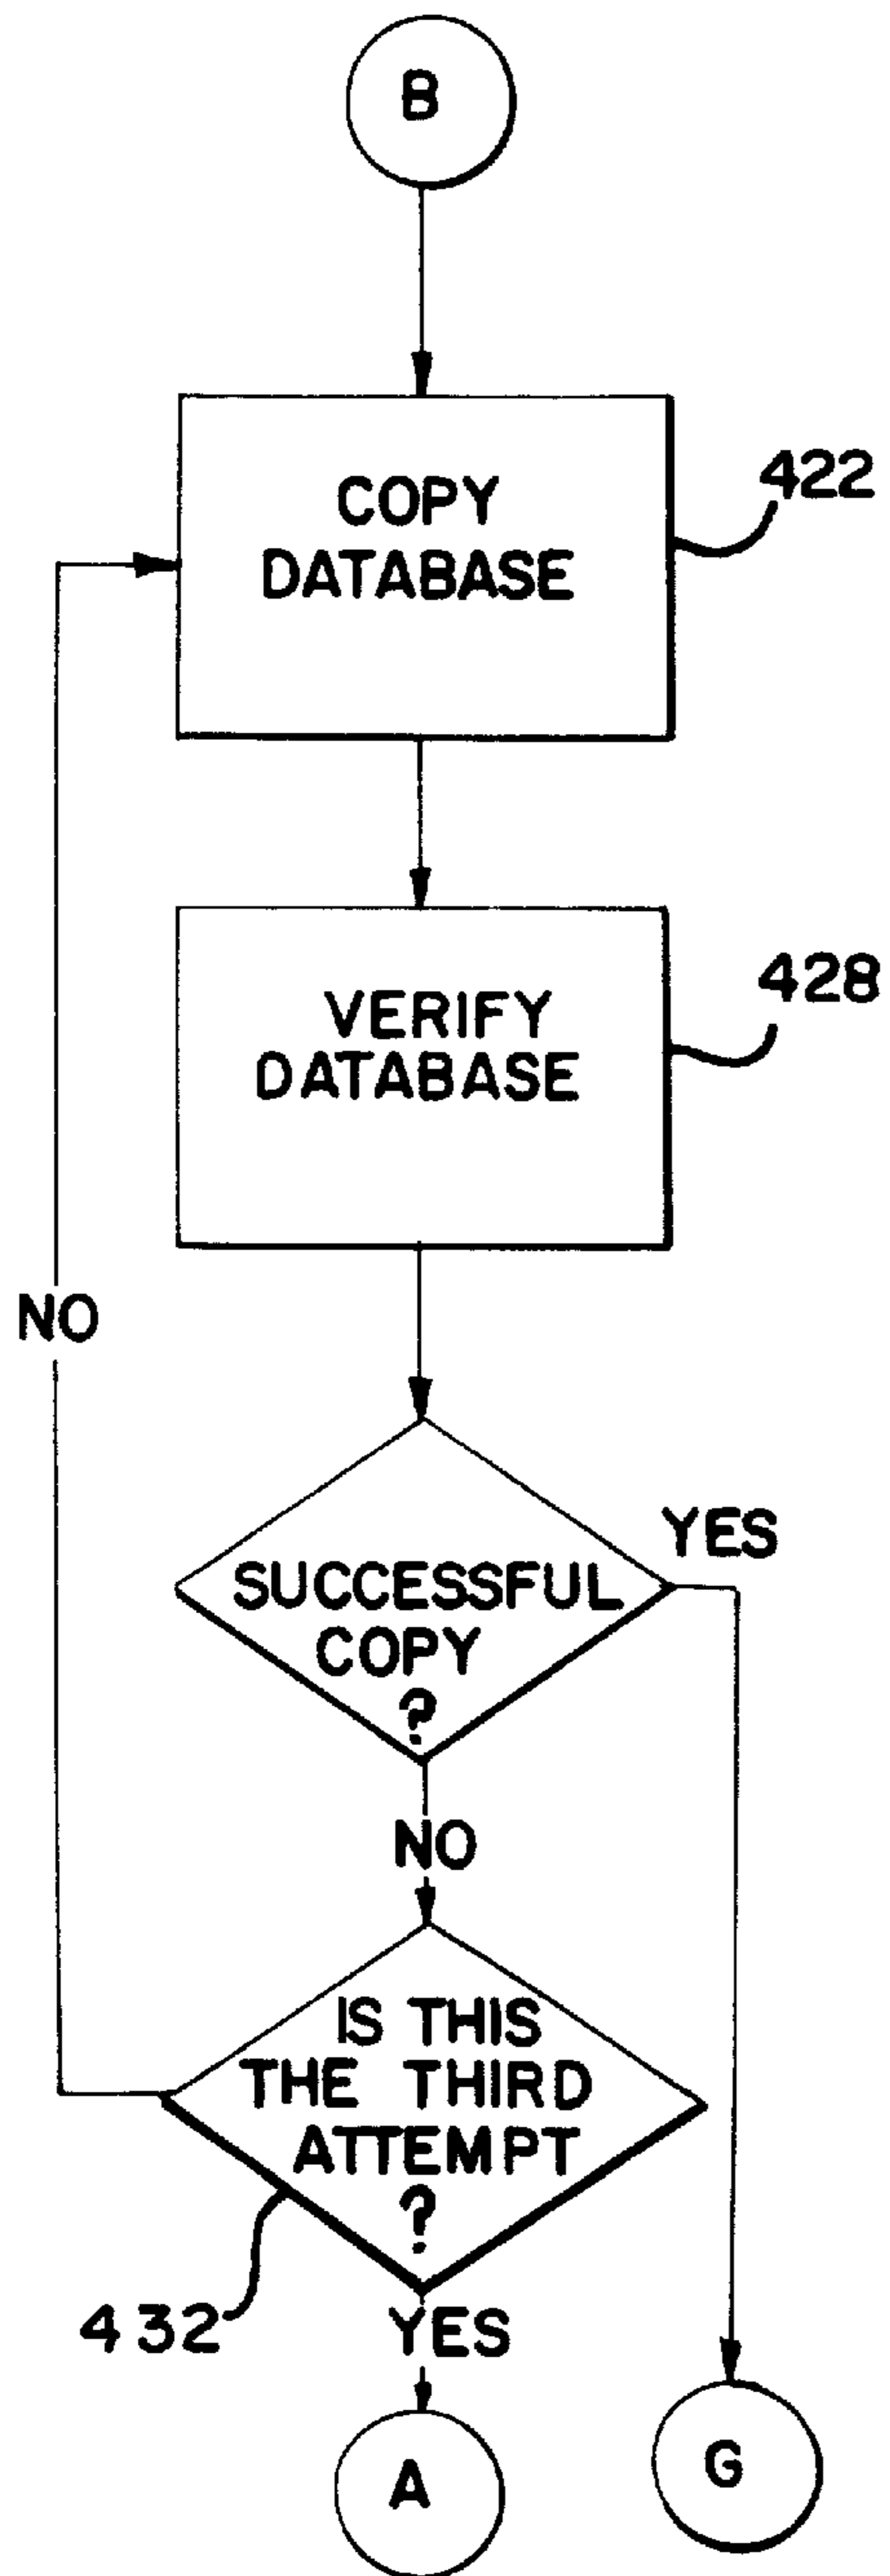 B
COPY
DATABASE
422
VERIFY
DATABASE
428
NO
YES
SUCCESSFUL
COPY
?
NO
IS THIS
THE THIRD
ATTEMPT
?
432
YES
A
G